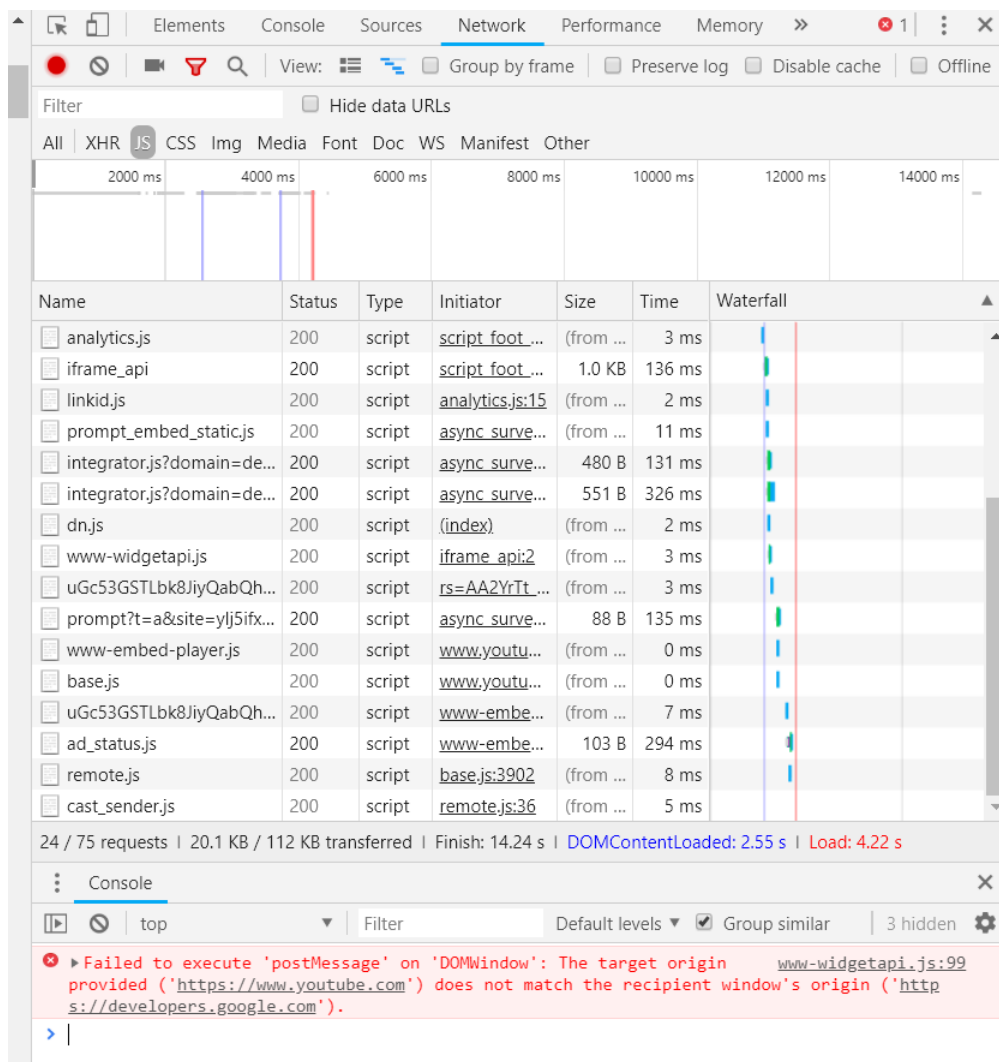 Elements Console Sources Network Performance Memory » 1
View: Group by frame Preserve log Disable cache Offline
Filter Hide data URLs
All XHR JS CSS Img Media Font Doc WS Manifest Other
2000 ms 4000 ms 6000 ms 8000 ms 10000 ms 12000 ms 14000 ms
Name Status Type Initiator Size Time Waterfall
analytics.js 200 script script_foot_... (from ... 3 ms
iframe_api 200 script script_foot_... 1.0 KB 136 ms
linkid.js 200 script analytics.js:15 (from ... 2 ms
prompt_embed_static.js 200 script async_surve... (from ... 11 ms
integrator.js?domain=de... 200 script async_surve... 480 B 131 ms
integrator.js?domain=de... 200 script async_surve... 551 B 326 ms
dn.js 200 script (index) (from ... 2 ms
www-widgetapi.js 200 script iframe_api:2 (from ... 3 ms
uGc53GSTLbk8JiyQabQh... 200 script rs=AA2YrTt_... (from ... 3 ms
prompt?t=a&site=ylj5ifx... 200 script async_surve... 88 B 135 ms
www-embed-player.js 200 script www.youtu... (from ... 0 ms
base.js 200 script www.youtu... (from ... 0 ms
uGc53GSTLbk8JiyQabQh... 200 script www-embe... (from ... 7 ms
ad_status.js 200 script www-embe... 103 B 294 ms
remote.js 200 script base.js:3902 (from ... 8 ms
cast_sender.js 200 script remote.js:36 (from ... 5 ms
24 / 75 requests | 20.1 KB / 112 KB transferred | Finish: 14.24 s | DOMContentLoaded: 2.55 s | Load: 4.22 s
Console
top Filter Default levels Group similar 3 hidden
Failed to execute 'postMessage' on 'DOMWindow': The target origin www-widgetapi.js:99
provided ('https://www.youtube.com') does not match the recipient window's origin ('http
s://developers.google.com').